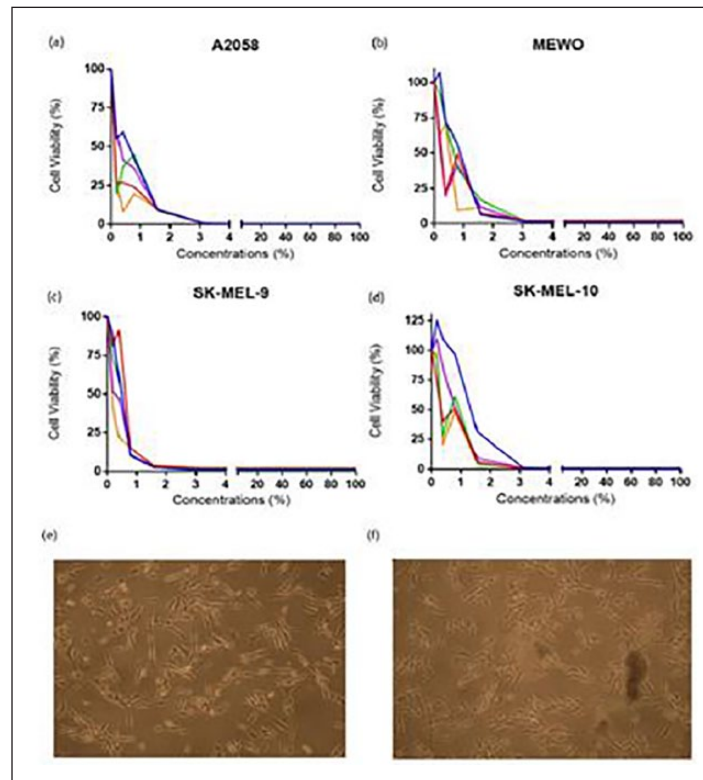 (a) A2058
Cell Viability (%)
100
75
50
25
0
0 1 2 3 4 20 40 60 80 100
Concentrations (%)
(b) MEWO
Cell Viability (%)
100
75
50
25
0
0 1 2 3 4 20 40 60 80 100
Concentrations (%)
(c) SK-MEL-9
Cell Viability (%)
100
75
50
25
0
0 1 2 3 4 20 40 60 80 100
Concentrations (%)
(d) SK-MEL-10
Cell Viability (%)
125
100
75
50
25
0
0 1 2 3 4 20 40 60 80 100
Concentrations (%)
(e)
(f)